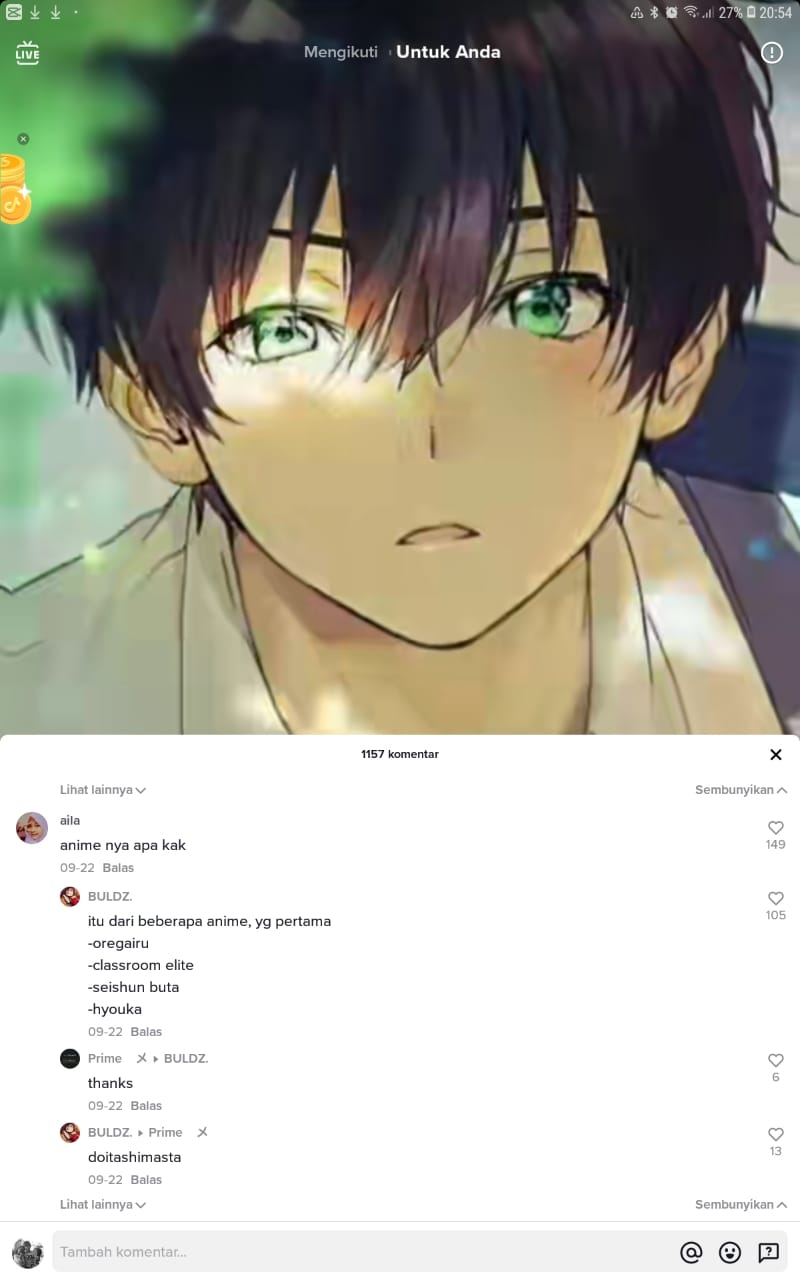 27% 20:54
LIVE
Mengikuti Untuk Anda
1157 komentar
Lihat lainnya Sembunyikan
aila
anime nya apa kak
149
09-22 Balas
BULDZ.
105
itu dari beberapa anime, yg pertama
-oregairu
-classroom elite
-seishun buta
-hyouka
09-22 Balas
Prime メ BULDZ.
6
thanks
09-22 Balas
BULDZ. Prime メ
13
doitashimasta
09-22 Balas
Lihat lainnya Sembunyikan
Tambah komentar...